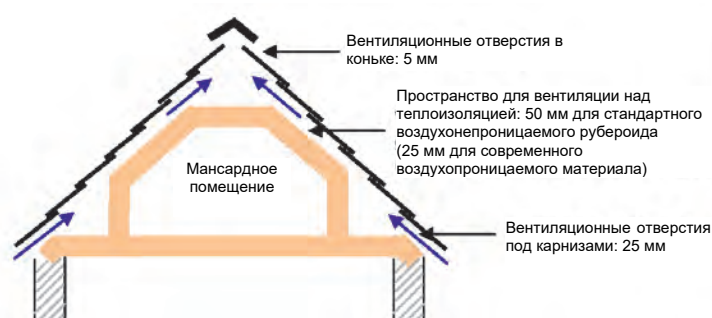 Вентиляционные отверстия в
коньке: 5 мм
Пространство для вентиляции над
теплоизоляцией: 50 мм для стандартного
воздухонепроницаемого рубероида
(25 мм для современного
воздухопроницаемого материала)
Мансардное
помещение
Вентиляционные отверстия
под карнизами: 25 мм